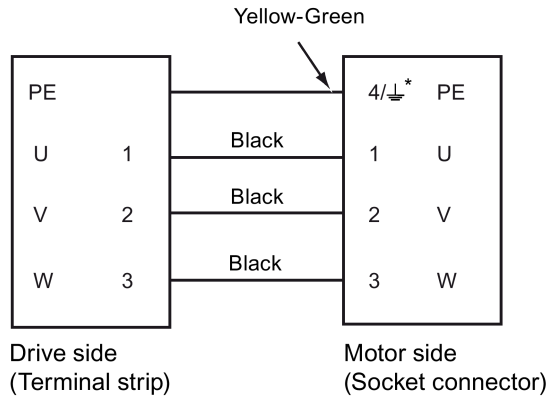 Yellow-Green
PE 4/⏚* PE
U 1 Black 1 U
V 2 Black 2 V
W 3 Black 3 W
Drive side
(Terminal strip)
Motor side
(Socket connector)